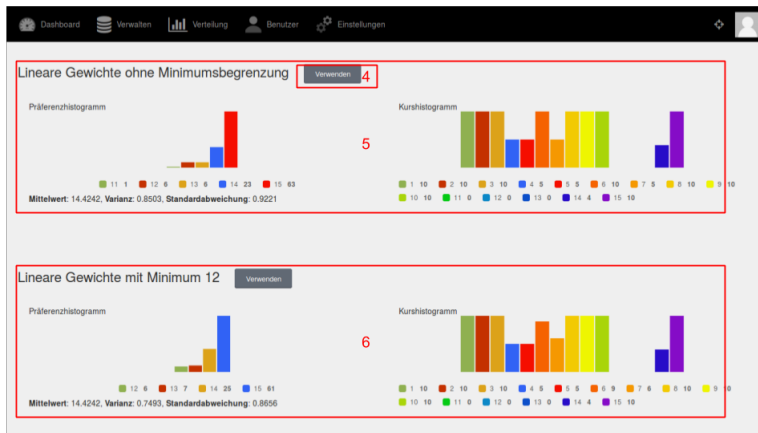 Dashboard Verwalten Verteilung Benutzer Einstellungen
Lineare Gewichte ohne Minimumsbegrenzung Verwenden 4
Präferenzhistogramm Kurshistogramm
5
11 1 12 6 13 6 14 23 15 63 1 10 2 10 3 10 4 5 5 5 6 10 7 5 8 10 9 10
Mittelwert: 14.4242, Varianz: 0.8503, Standardabweichung: 0.9221 10 10 11 0 12 0 13 0 14 4 15 10
Lineare Gewichte mit Minimum 12 Verwenden
Präferenzhistogramm Kurshistogramm
6
12 6 13 7 14 25 15 61 1 10 2 10 3 10 4 5 5 5 6 9 7 6 8 10 9 10
Mittelwert: 14.4242, Varianz: 0.7493, Standardabweichung: 0.8656 10 10 11 0 12 0 13 0 14 4 15 10